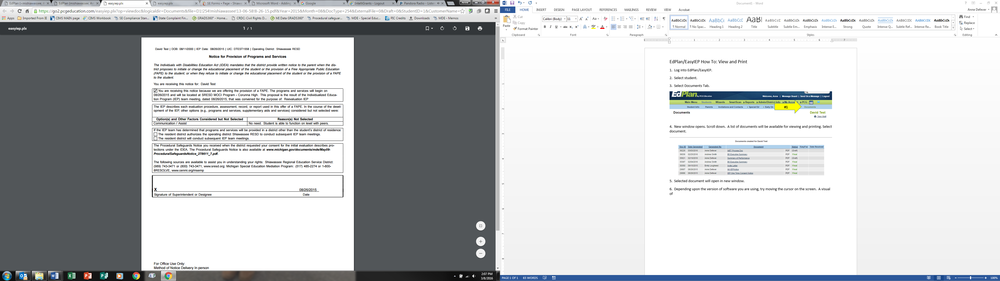 EdPlan (~mishiawassee, A
EdPlan (mishiawassee, An
easyiep.plx
easyiep.plx
SE Forms • Page - Shiawa
Microsoft Word - Adding
Google
IntelliGrants - Logout
Pandora Radio - Listen
Anne
https://go2.pcgeducation.com/easyiep.plx?op=viewdoc&logicaldir=Documents&file=D1!254!mishiawassee!13-06-58!8-26-15.pdf&Year=2015&Month=08&DocType=254&ExternalFile=0&Draft=0&StudentID=1&CustomerName=
Apps Imported From IE CIMS MAIN page CIMS Workbook SE Compliance Stan... State Complaint Fin... GRADS360° - Home... CRDC: Civil Rights D... MI Data GRADS360° Procedural safeguar... MDE - Special Educ... PIC Credits Downloads MDE - Memos »
easyiep.plx 1 / 1
David Test | DOB: 08/11/2000 | IEP Date: 08/26/2015 | UIC: DTEST1558 | Operating District: Shiawassee RESD
Notice for Provision of Programs and Services
The Individuals with Disabilities Education Act (IDEA) mandates that the district provide written notice to the parent when the dis-
trict proposes to initiate or change the educational placement of the student or the provision of a Free Appropriate Public Education
(FAPE) to the student; or when they refuse to initiate or change the educational placement of the student or the provision of a FAPE
to the student.
You are receiving this notice for: David Test
You are receiving this notice because we are offering the provision of a FAPE. The programs and services will begin on
08/26/2015 and will be located at SRESD MOCI Program - Corunna High. This proposal is the result of the Individualized Educa-
tion Program (IEP) team meeting, dated 08/26/2015, that was convened for the purpose of: Reevaluation IEP
The IEP describes each evaluation procedure, assessment, record, or report used in this offer of a FAPE. In the course of the devel-
opment of the IEP, other options (e.g., programs and services, supplementary aids and services) considered but not selected were:
Option(s) and Other Factors Considered but Not Selected Reason(s) Not Selected
Communication / Assist No need. Student is able to function on level with peers.
If the IEP team has determined that programs and services will be provided in a district other than the student's district of residence:
The resident district authorizes the operating district Shiawassee RESD to conduct subsequent IEP team meetings.
The resident district will conduct subsequent IEP team meetings.
The Procedural Safeguards Notice you received when the district requested your consent for the initial evaluation describes pro-
tections under the IDEA. The Procedural Safeguards Notice is also available at www.michigan.gov/documents/mde/May09-
ProceduralSafeguardsNotice_278611_7.pdf.
The following sources are available to assist you in understanding your rights: Shiawassee Regional Education Service District:
(989) 743-3471 or (800) 743-3471, www.sresd.org; Michigan Special Education Mediation Program: (517) 485-2274 or 1-800-
8RESOLVE, www.cenmi.org/msemp
X 08/26/2015
Signature of Superintendent or Designee Date
For Office Use Only:
Method of Notice Delivery In person
2:07 PM
3/8/2016
Document1 - Word
FILE HOME INSERT DESIGN PAGE LAYOUT REFERENCES MAILINGS REVIEW VIEW Acrobat Anne Defever
Paste
Cut
Copy
Format Painter
Clipboard
Calibri (Body) 11
Font
Paragraph
AaBbCcDc AaBbCcDc AaBbCc AaBbCcD AaBl AaBbCcD AaBbCcDt AaBbCcDt AaBbCcDt AaBbCcDc AaBbCcDt AaBbCcDt AABBCCDC AABBCCDC AaBbCcDt
¶ Normal ¶ No Spac... Heading 1 Heading 2 Title Subtitle Subtle Em... Emphasis Intense E... Strong Quote Intense Q... Subtle Ref... Intense Re... Book Title
Styles
Find
Replace
Select
Editing
EdPlan/EasyIEP How To: View and Print
1. Log into EdPlan/EasyIEP.
2. Select student.
3. Select Documents Tab.
EdPlan by PCG Education Welcome, Anne | Message Board | Send Us a Message | Logout
Main Menu Students Wizards SmartScan Reports Admin/District Info My Account PCG
Student Info Parents Invitations and Contacts Special Ed Early On #1 Documents
Documents David Test
New Mail!
4. New window opens. Scroll down. A list of documents will be available for viewing and printing. Select
document.
Documents created for David Test
Doc ID Date Generated Generated By Document Status EasyFax Date Received
36228 03/03/2016 Anne Defever MET Process Doc PDF (Draft)
36036 02/25/2016 Andrew Smith BS Executive Summary PDF Final
35821 02/19/2016 Anne Defever Summary of Performance PDF (Draft)
35367 02/04/2016 Andrew Smith BS Executive Summary PDF Final
30350 09/15/2015 Emily Lougheed Invite Letter PDF Final
29887 08/26/2015 Anne Defever MI-IEPNotice PDF Final
29886 08/26/2015 Anne Defever IEP One Time Consent Notice PDF Final
5. Selected document will open in new window.
6. Depending upon the version of software you are using, try moving the cursor on the screen. A visual
of
PAGE 1 OF 1 65 WORDS 100%